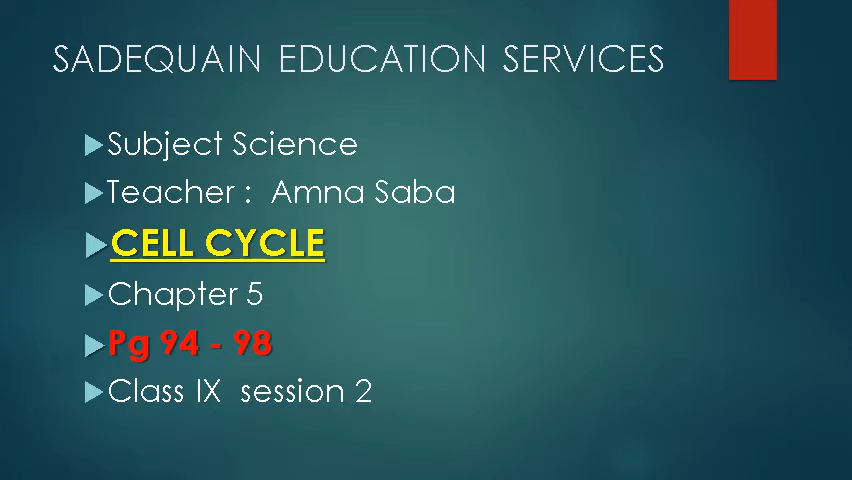 SADEQUAIN EDUCATION SERVICES
Subject Science
Teacher : Amna Saba
CELL CYCLE
Chapter 5
Pg 94 - 98
Class IX session 2